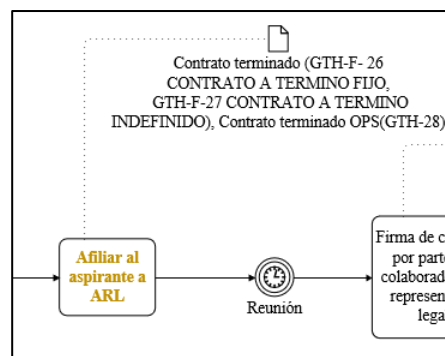 Contrato terminado (GTH-F- 26
CONTRATO A TERMINO FIJO,
GTH-F-27 CONTRATO A TERMINO
INDEFINIDO), Contrato terminado OPS(GTH-28)
Afiliar al
aspirante a
ARL
Reunión
Firma de c
por part
colaborad
represen
lega